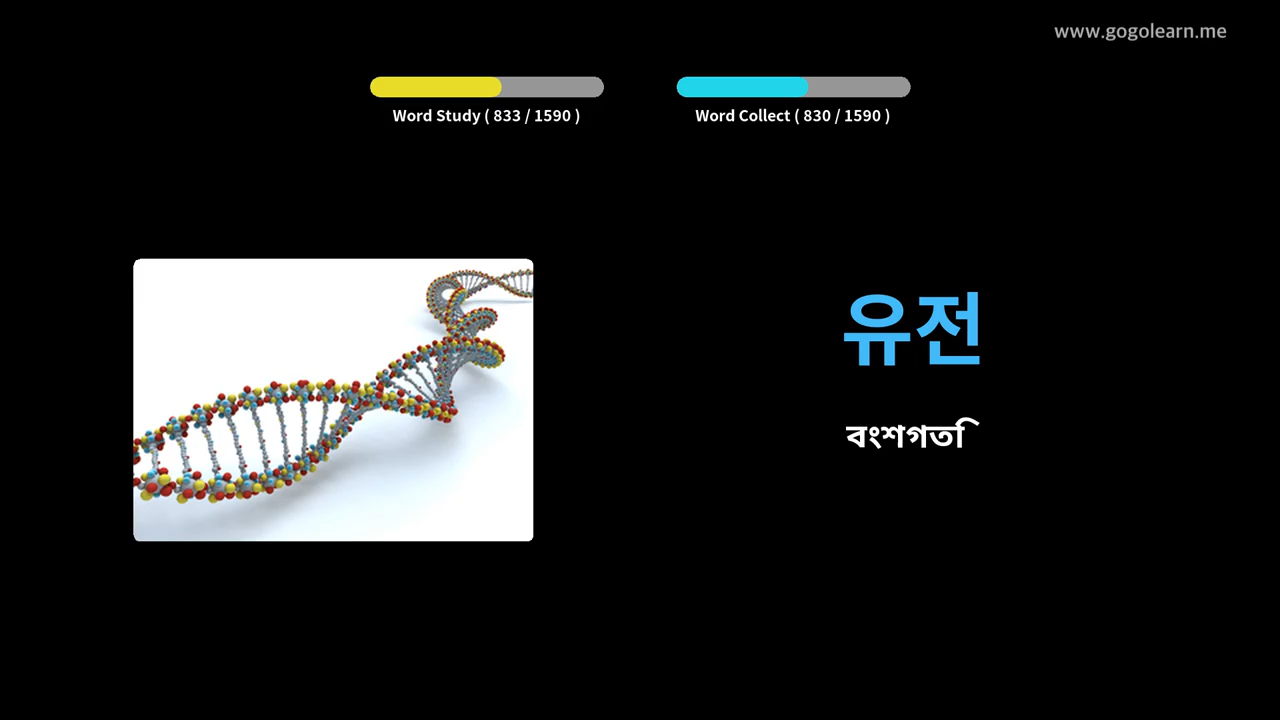 www.gogolearn.me
Word Study ( 833 / 1590 )
Word Collect ( 830 / 1590 )
유전
বংশগতি